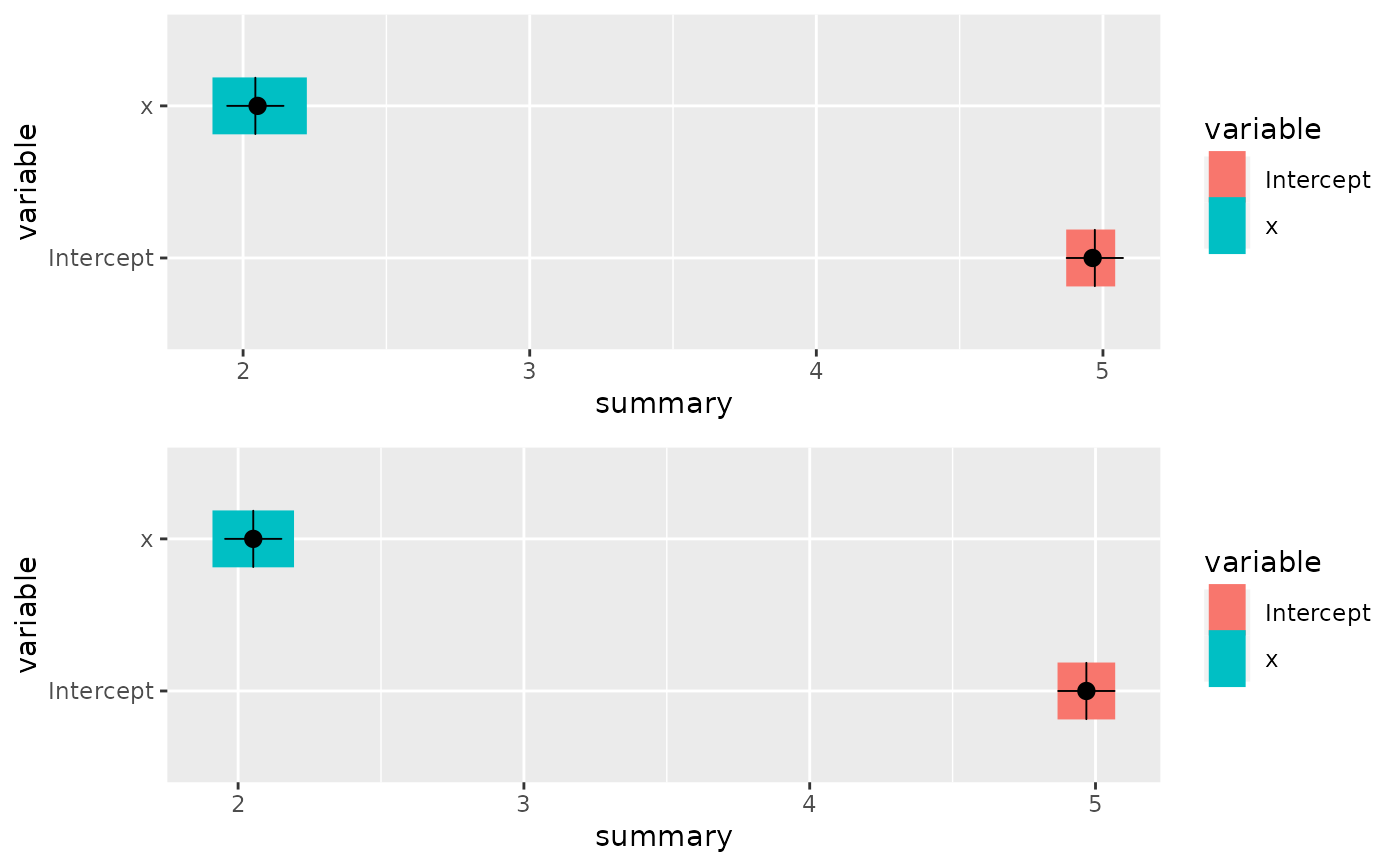 variable
x
Intercept
2 3 4 5
summary
variable
Intercept
x
variable
x
Intercept
2 3 4 5
summary
variable
Intercept
x